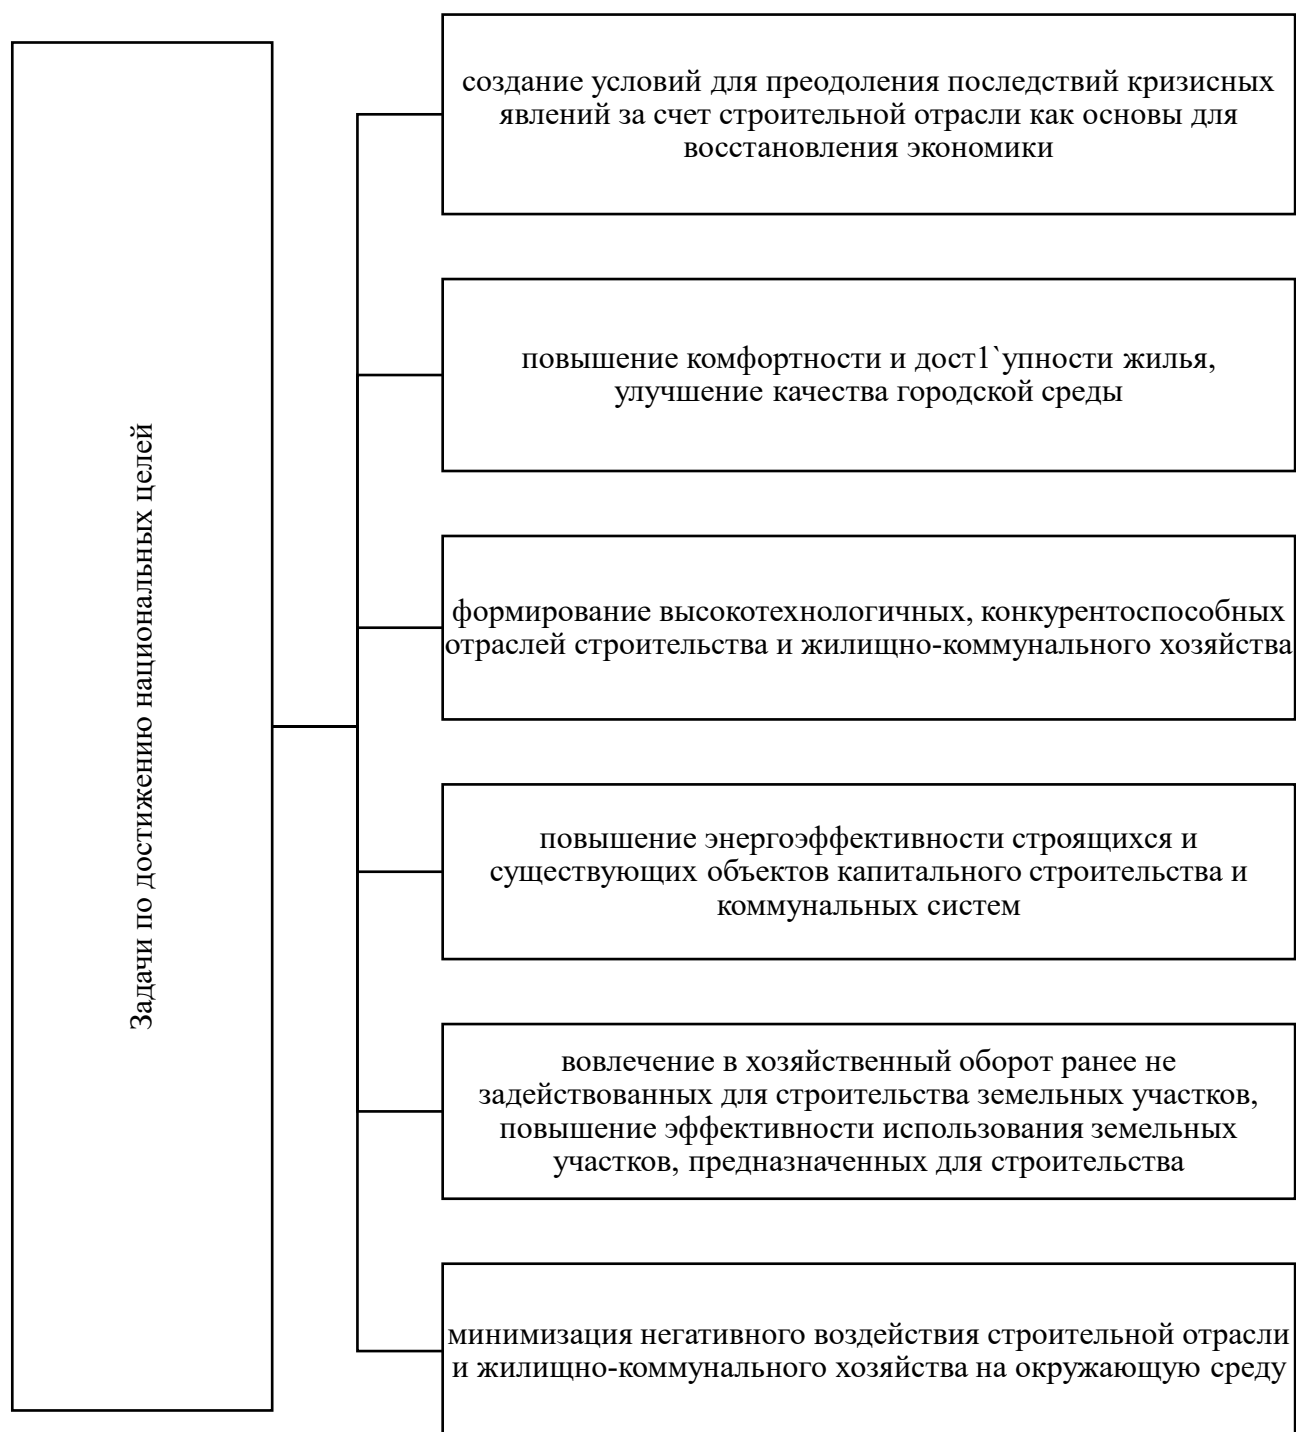 Задачи по достижению национальных целей
создание условий для преодоления последствий кризисных
явлений за счет строительной отрасли как основы для
восстановления экономики
повышение комфортности и дост1`упности жилья,
улучшение качества городской среды
формирование высокотехнологичных, конкурентоспособных
отраслей строительства и жилищно-коммунального хозяйства
повышение энергоэффективности строящихся и
существующих объектов капитального строительства и
коммунальных систем
вовлечение в хозяйственный оборот ранее не
задействованных для строительства земельных участков,
повышение эффективности использования земельных
участков, предназначенных для строительства
минимизация негативного воздействия строительной отрасли
и жилищно-коммунального хозяйства на окружающую среду